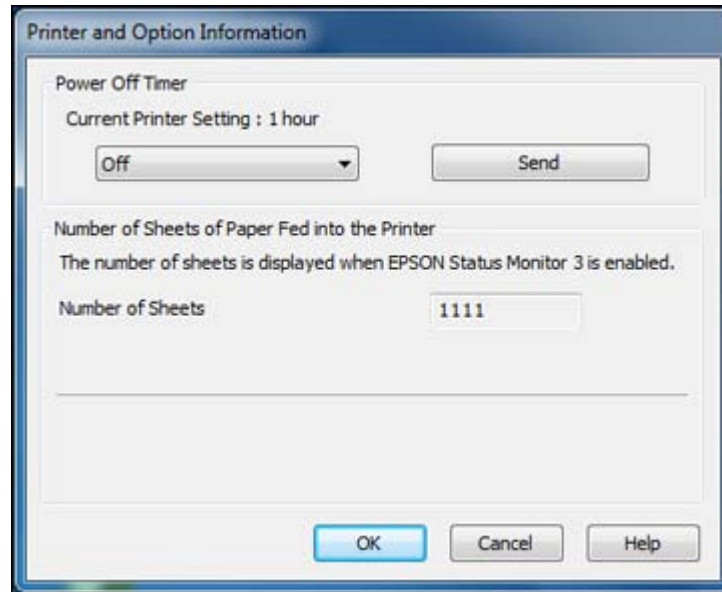 Printer and Option Information
Power Off Timer
Current Printer Setting : 1 hour
Off
Send
Number of Sheets of Paper Fed into the Printer
The number of sheets is displayed when EPSON Status Monitor 3 is enabled.
Number of Sheets
1111
OK
Cancel
Help